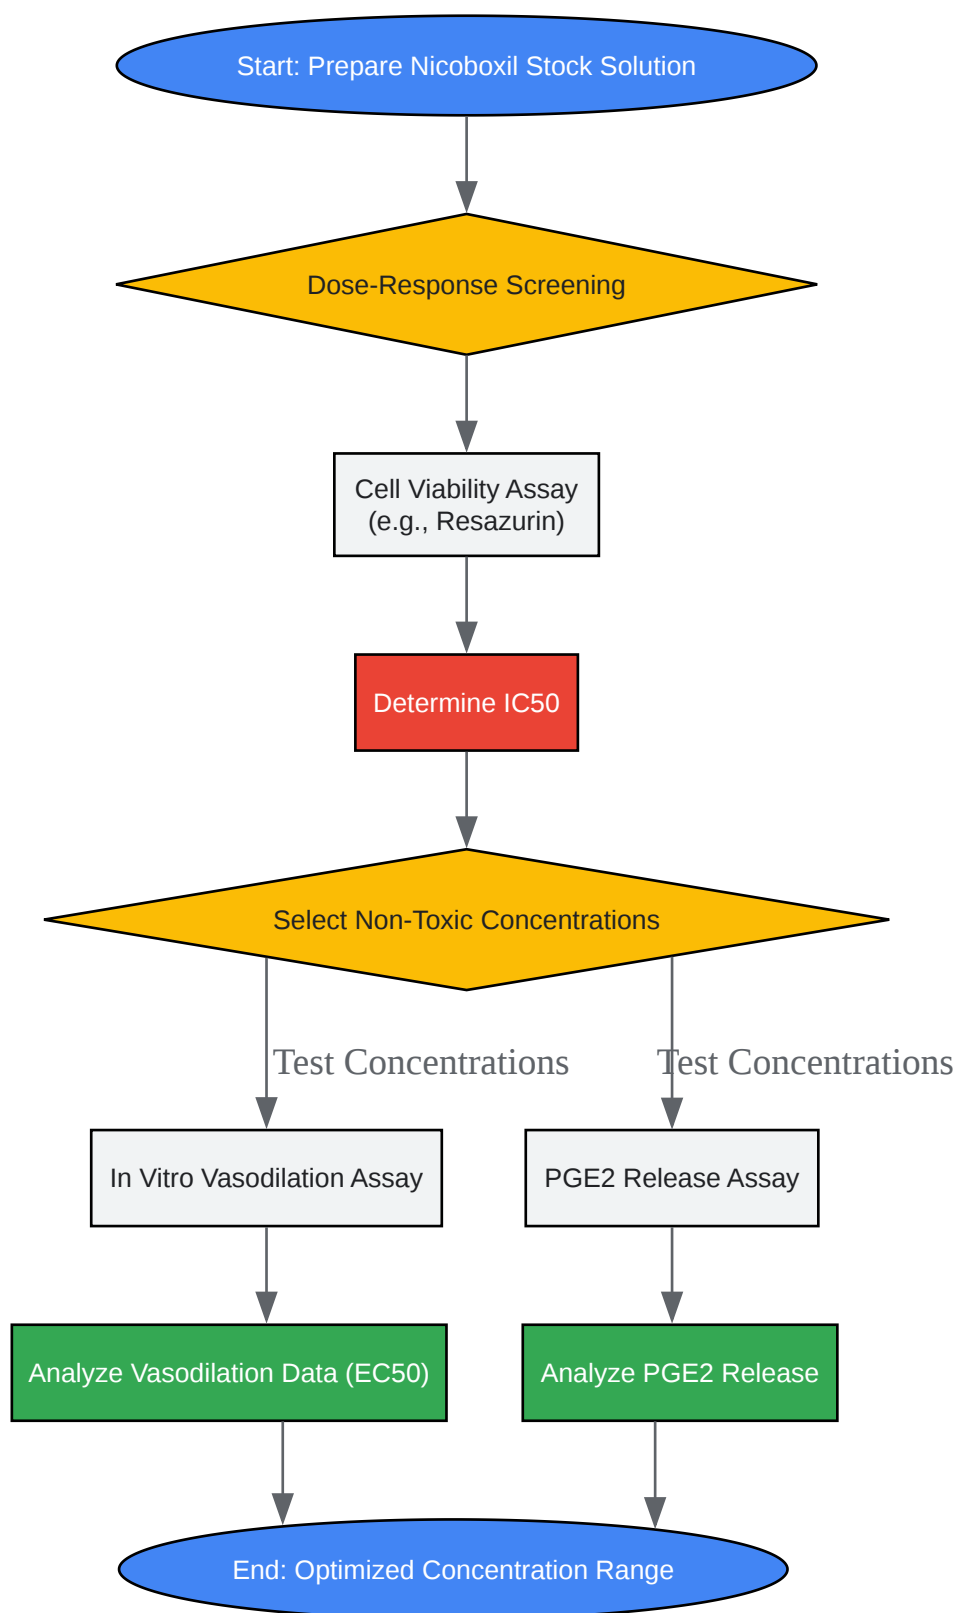 Start: Prepare Nicoboxil Stock Solution
Dose-Response Screening
Cell Viability Assay
(e.g., Resazurin)
Determine IC50
Select Non-Toxic Concentrations
Test Concentrations
Test Concentrations
In Vitro Vasodilation Assay
PGE2 Release Assay
Analyze Vasodilation Data (EC50)
Analyze PGE2 Release
End: Optimized Concentration Range